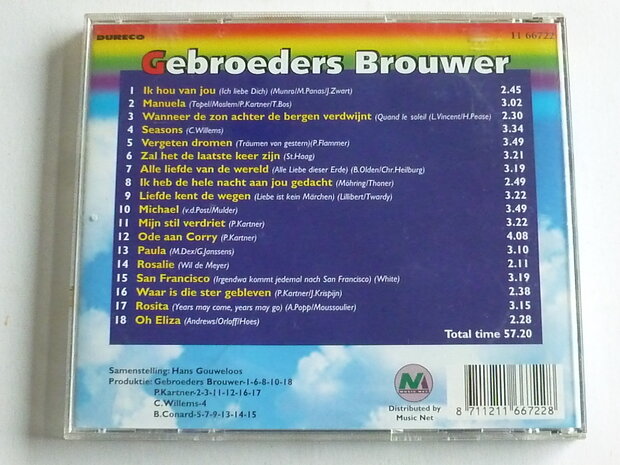 DURECO 11 66722
Gebroeders Brouwer
1 Ik hou van jou (Ich liebe Dich) (Munro/M.Panas/J.Zwart) 2.45
2 Manuela (Topel/Moslem/P.Kartner/T.Bos) 3.02
3 Wanneer de zon achter de bergen verdwijnt (Quand le soleil (L.Vincent/H.Pease) 2.30
4 Seasons (C.Willems) 3.34
5 Vergeten dromen (Träumen von gestern)(P.Flammer) 3.49
6 Zal het de laatste keer zijn (St.Haag) 3.21
7 Alle liefde van de wereld (Alle Liebe dieser Erde) (B.Olden/Chr.Heilburg) 3.19
8 Ik heb de hele nacht aan jou gedacht (Möhring/Thoner) 2.49
9 Liefde kent de wegen (Liebe ist kein Märchen) (Lillibert/Twardy) 3.22
10 Michael (v.d.Post/Mulder) 3.49
11 Mijn stil verdriet (P.Kartner) 3.22
12 Ode aan Corry (P.Kartner) 4.08
13 Paula (M.Dex/G.Janssens) 3.10
14 Rosalie (Wil de Meyer) 2.11
15 San Francisco (Irgendwo kommt jedemal nach San Francisco) (White) 3.19
16 Waar is die ster gebleven (P.Kartner/J.Krispijn) 2.38
17 Rosita (Years may come, years may go) (A.Popp/Moussoulier) 3.15
18 Oh Eliza (Andrews/Orloff/Hoes) 2.28
Total time 57.20
Samenstelling: Hans Gouweloos
Produktie: Gebroeders Brouwer-1-6-8-10-18
P.Kartner-2-3-11-12-16-17
C.Willems-4
B.Conard-5-7-9-13-14-15
MUSIC NET
Distributed by
Music Net
8 711211 667228